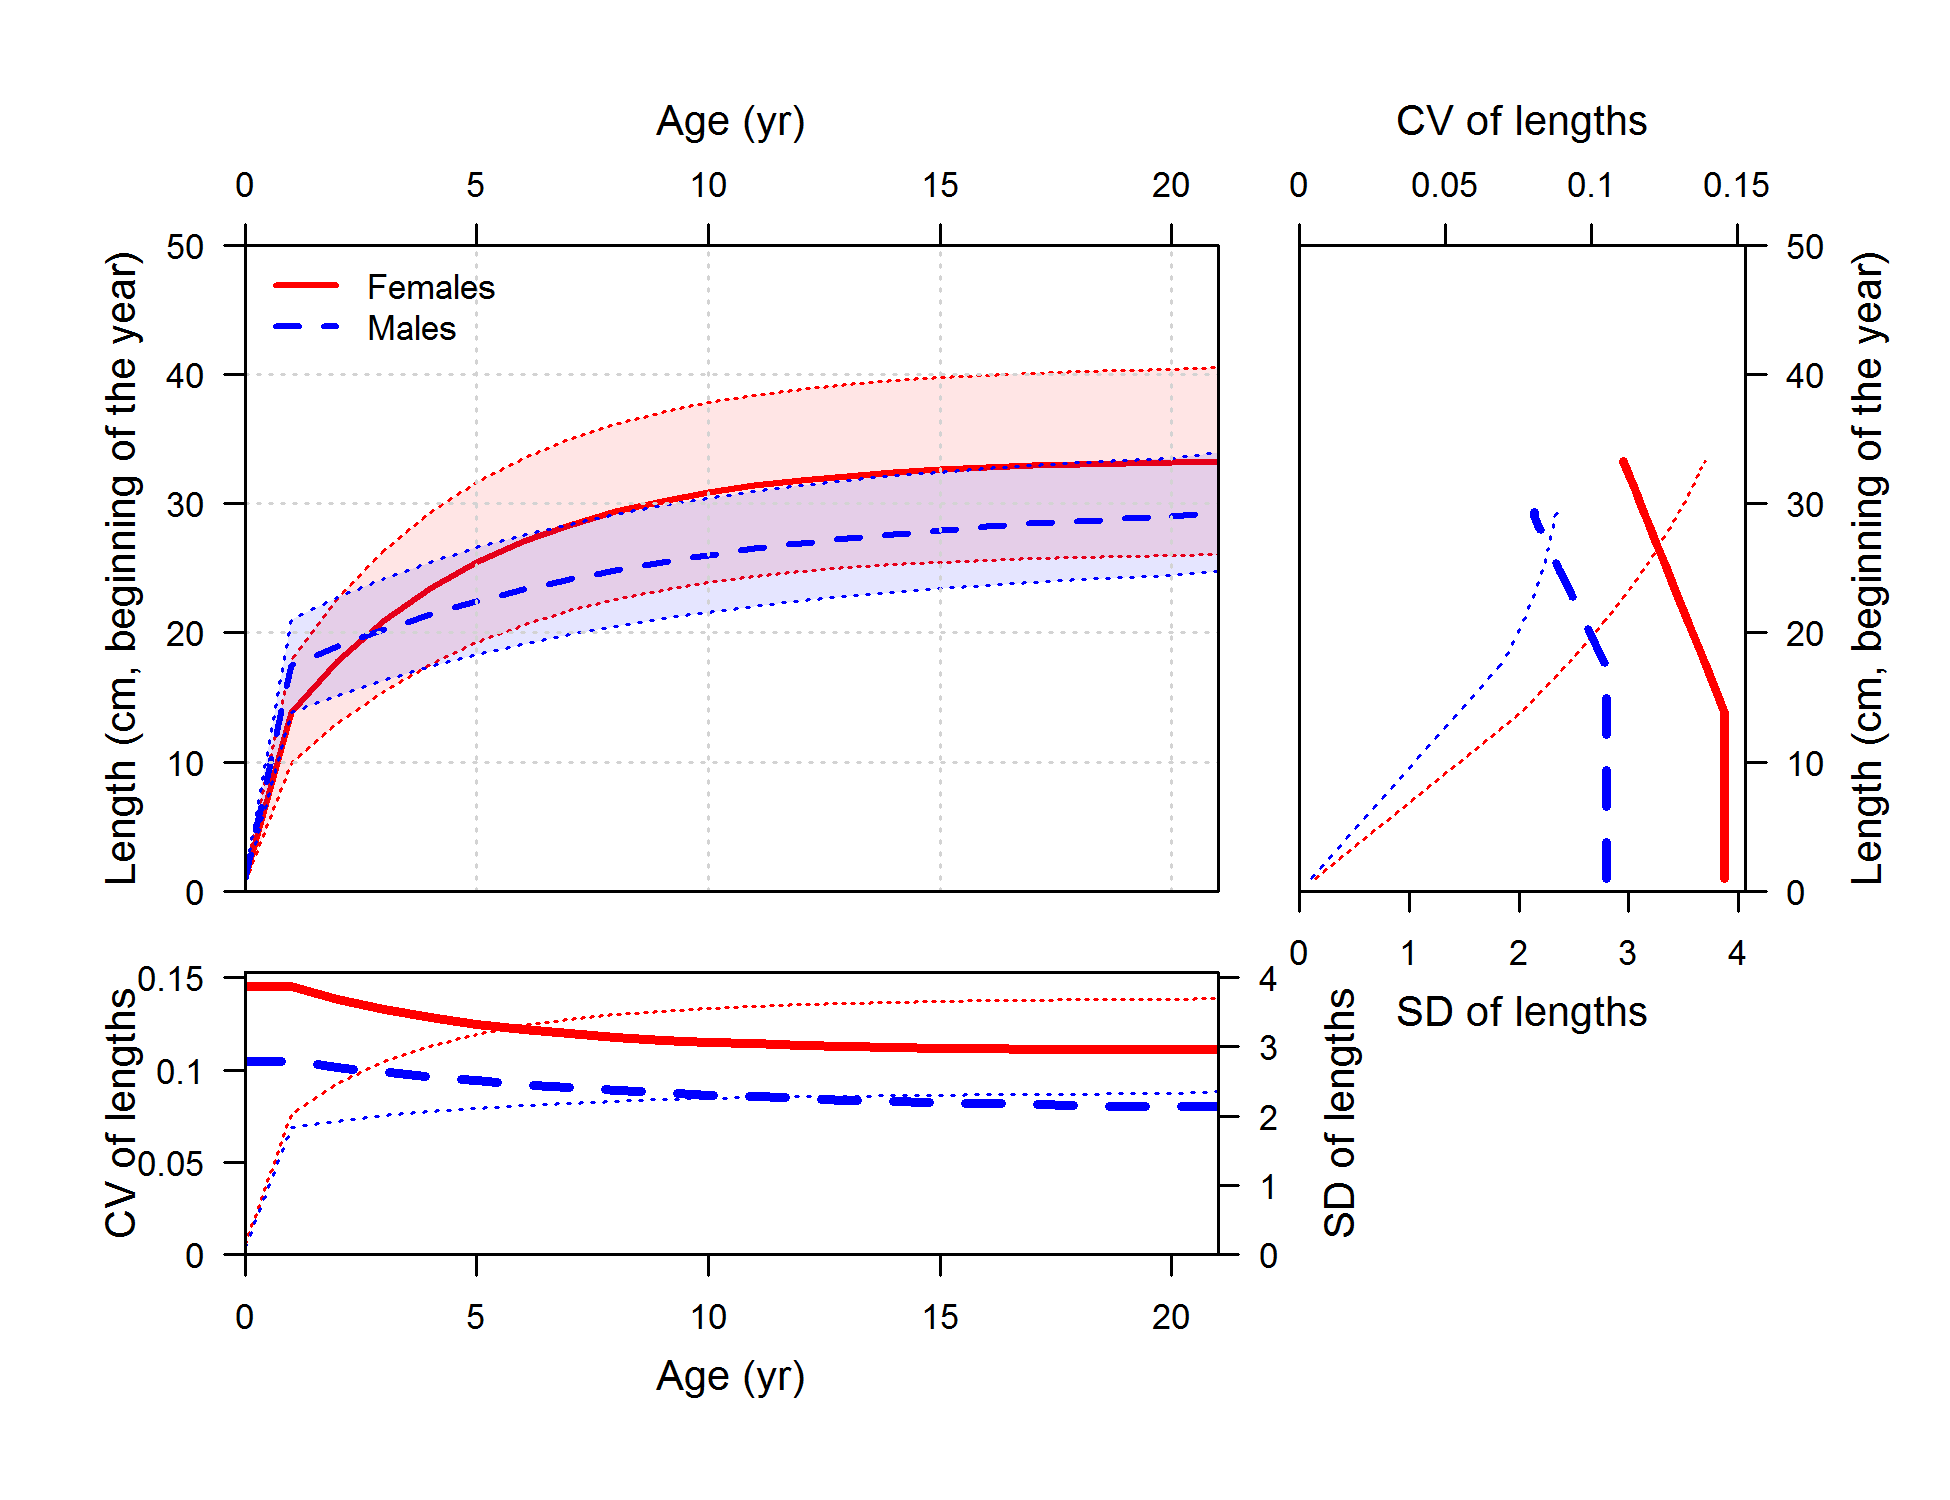 Age (yr)
CV of lengths
0 5 10 15 20
0 0.05 0.1 0.15
Length (cm, beginning of the year)
50
40
30
20
10
0
Females
Males
50
40
30
20
10
0
Length (cm, beginning of the year)
0 1 2 3 4
SD of lengths
CV of lengths
0.15
0.1
0.05
0
4
3
2
1
0
SD of lengths
0 5 10 15 20
Age (yr)